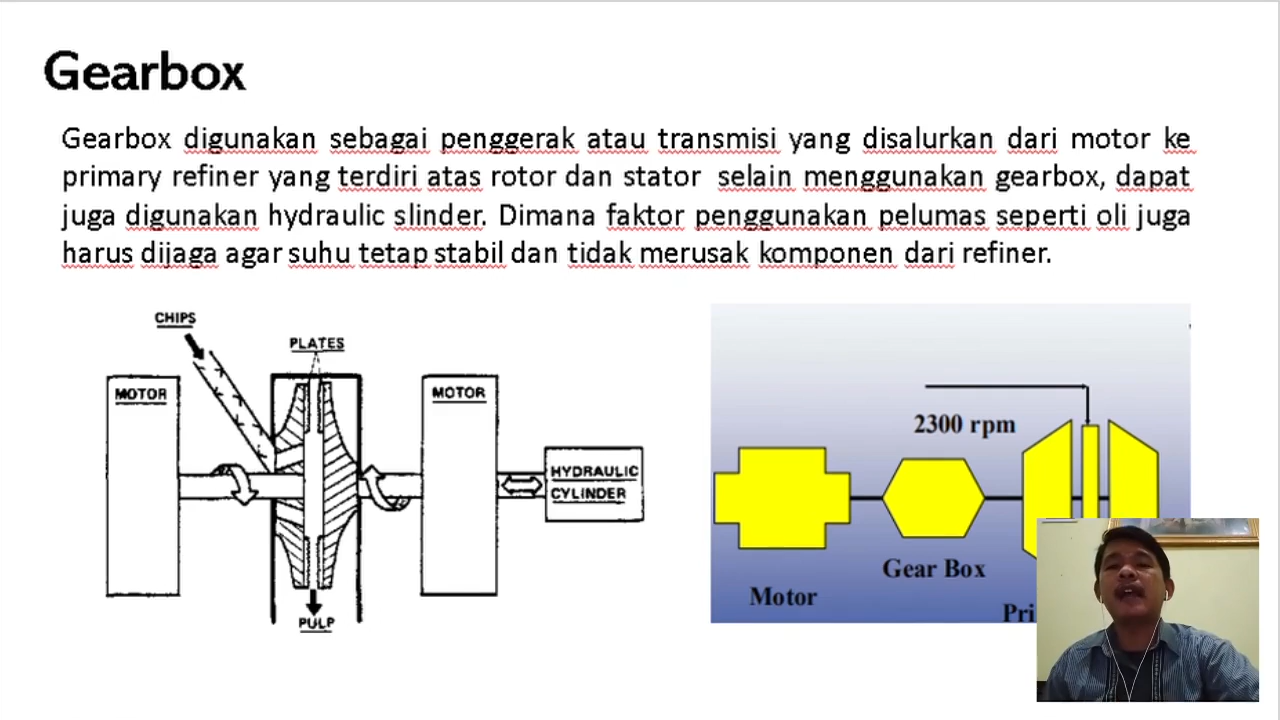 Gearbox
Gearbox digunakan sebagai penggerak atau transmisi yang disalurkan dari motor ke
primary refiner yang terdiri atas rotor dan stator selain menggunakan gearbox, dapat
juga digunakan hydraulic slinder. Dimana faktor penggunakan pelumas seperti oli juga
harus dijaga agar suhu tetap stabil dan tidak merusak komponen dari refiner.
CHIPS
PLATES
MOTOR
MOTOR
HYDRAULIC
CYLINDER
PULP
2300 rpm
Gear Box
Motor
Pri